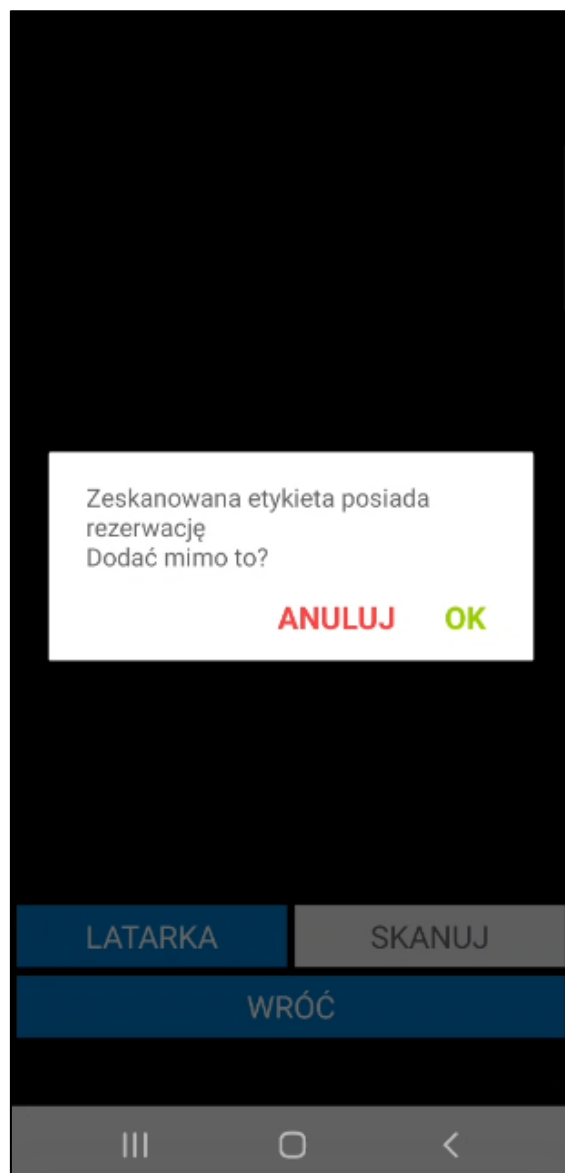 Zeskanowana etykieta posiada
rezerwację
Dodać mimo to?
ANULUJ OK
LATARKA SKANUJ
WRÓĆ